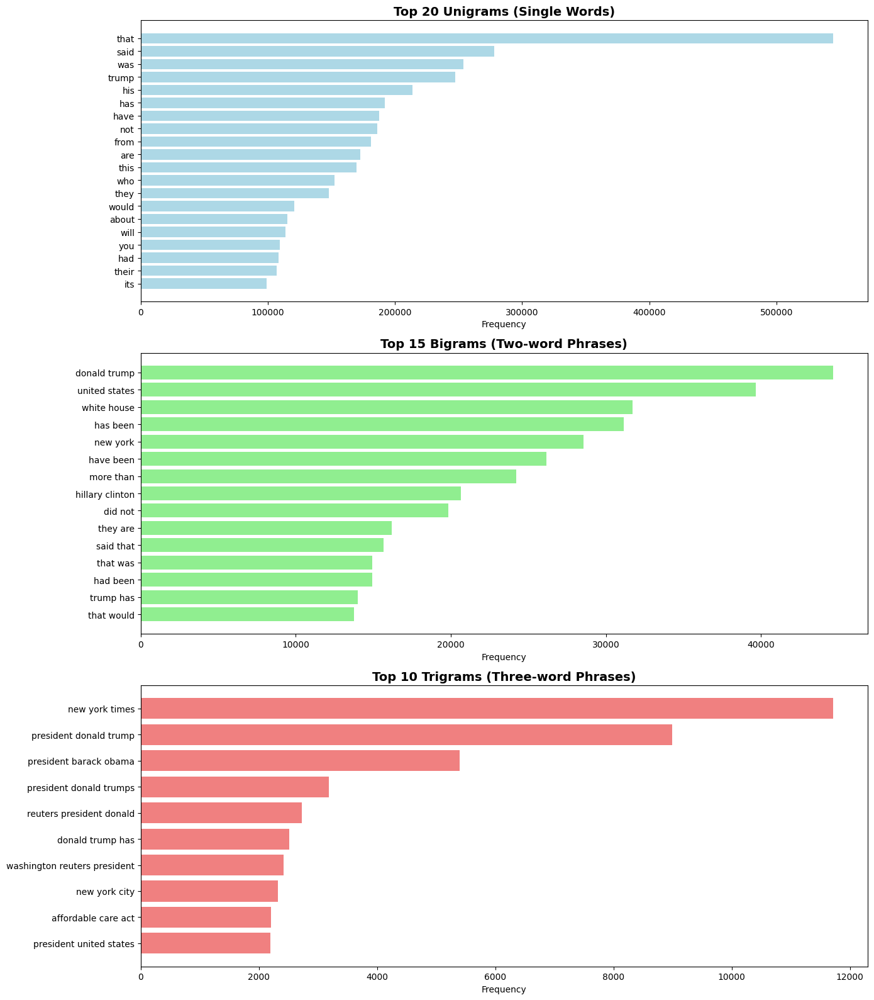 Top 20 Unigrams (Single Words)
that
said
was
trump
his
has
have
not
from
are
this
who
they
would
about
will
you
had
their
its
0 100000 200000 300000 400000 500000
Frequency
Top 15 Bigrams (Two-word Phrases)
donald trump
united states
white house
has been
new york
have been
more than
hillary clinton
did not
they are
said that
that was
had been
trump has
that would
0 10000 20000 30000 40000
Frequency
Top 10 Trigrams (Three-word Phrases)
new york times
president donald trump
president barack obama
president donald trumps
reuters president donald
donald trump has
washington reuters president
new york city
affordable care act
president united states
0 2000 4000 6000 8000 10000 12000
Frequency